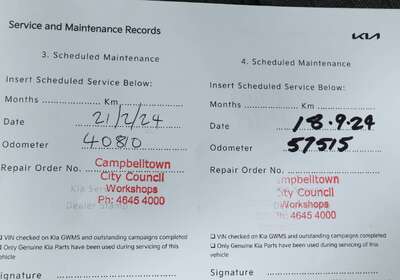 Service and Maintenance Records
KIA
3. Scheduled Maintenance
Insert Scheduled Service Below:
Months Km
Date 21/2/24
Odometer 40810
Repair Order No.
Campbelltown
City Council
Workshops
Ph: 4645 4000
Dealer Stamp
❏ VIN checked on Kia GWMS and outstanding campaigns completed
❏ Only Genuine Kia Parts have been used during servicing of this
vehicle
Signature
4. Scheduled Maintenance
Insert Scheduled Service Below:
Months Km
Date 18.9.24
Odometer 57515
Repair Order No.
mpbelltown
City Council
Workshops
Ph: 4645 4000
❏ VIN checked on Kia GWMS and outstanding campaigns completed
❏ Only Genuine Kia Parts have been used during servicing of this
vehicle
Signature